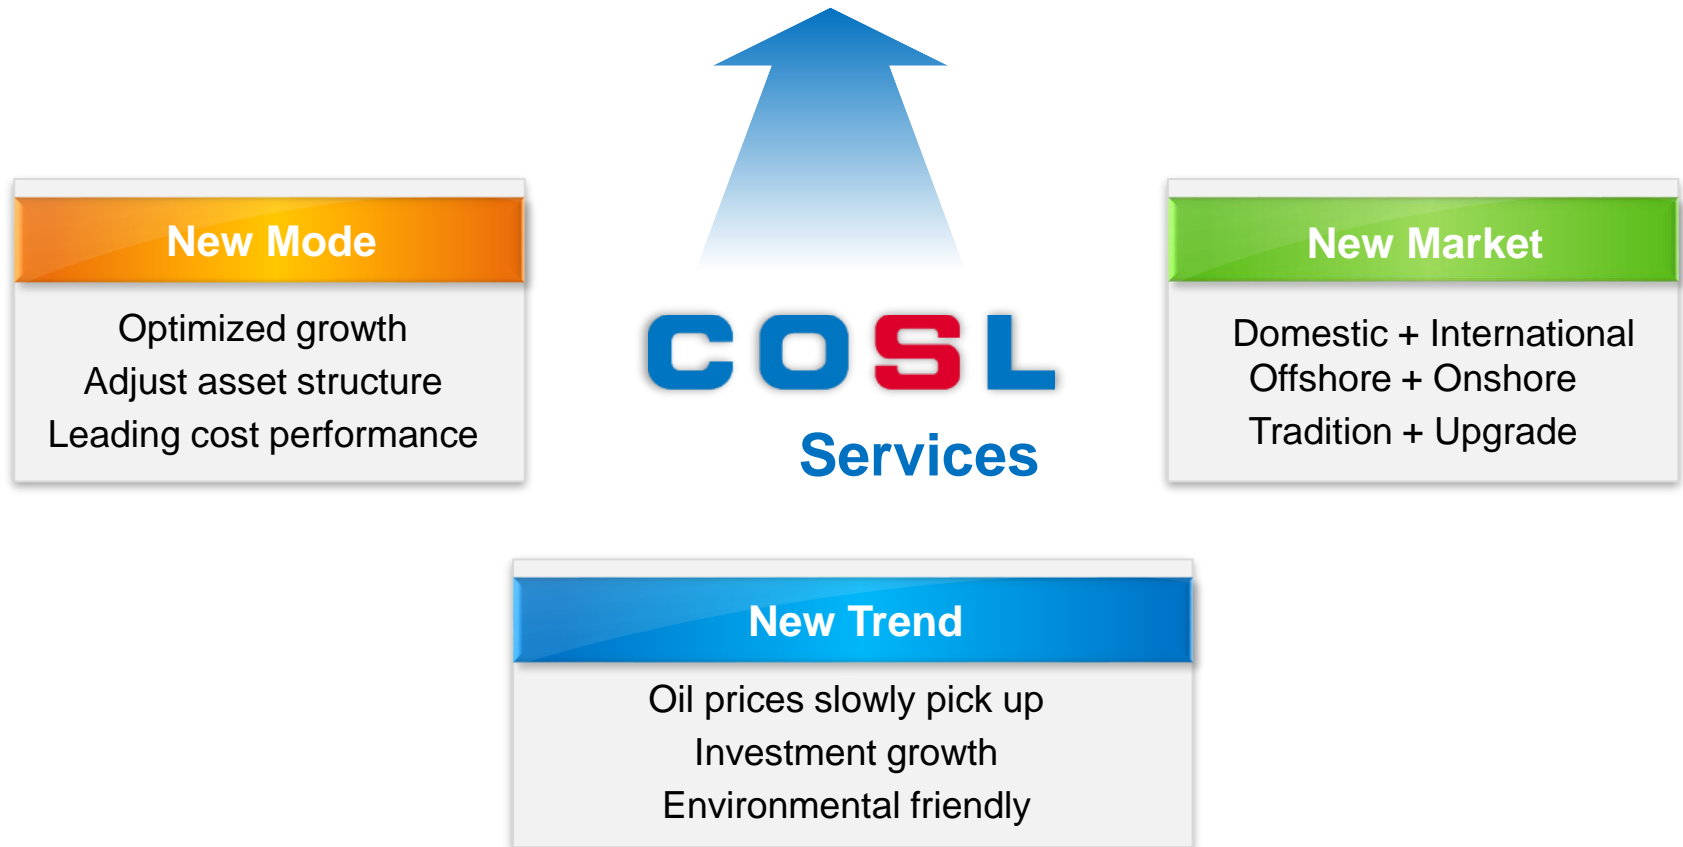 New Mode
Optimized growth
Adjust asset structure
Leading cost performance
COSL
Services
New Market
Domestic + International
Offshore + Onshore
Tradition + Upgrade
New Trend
Oil prices slowly pick up
Investment growth
Environmental friendly